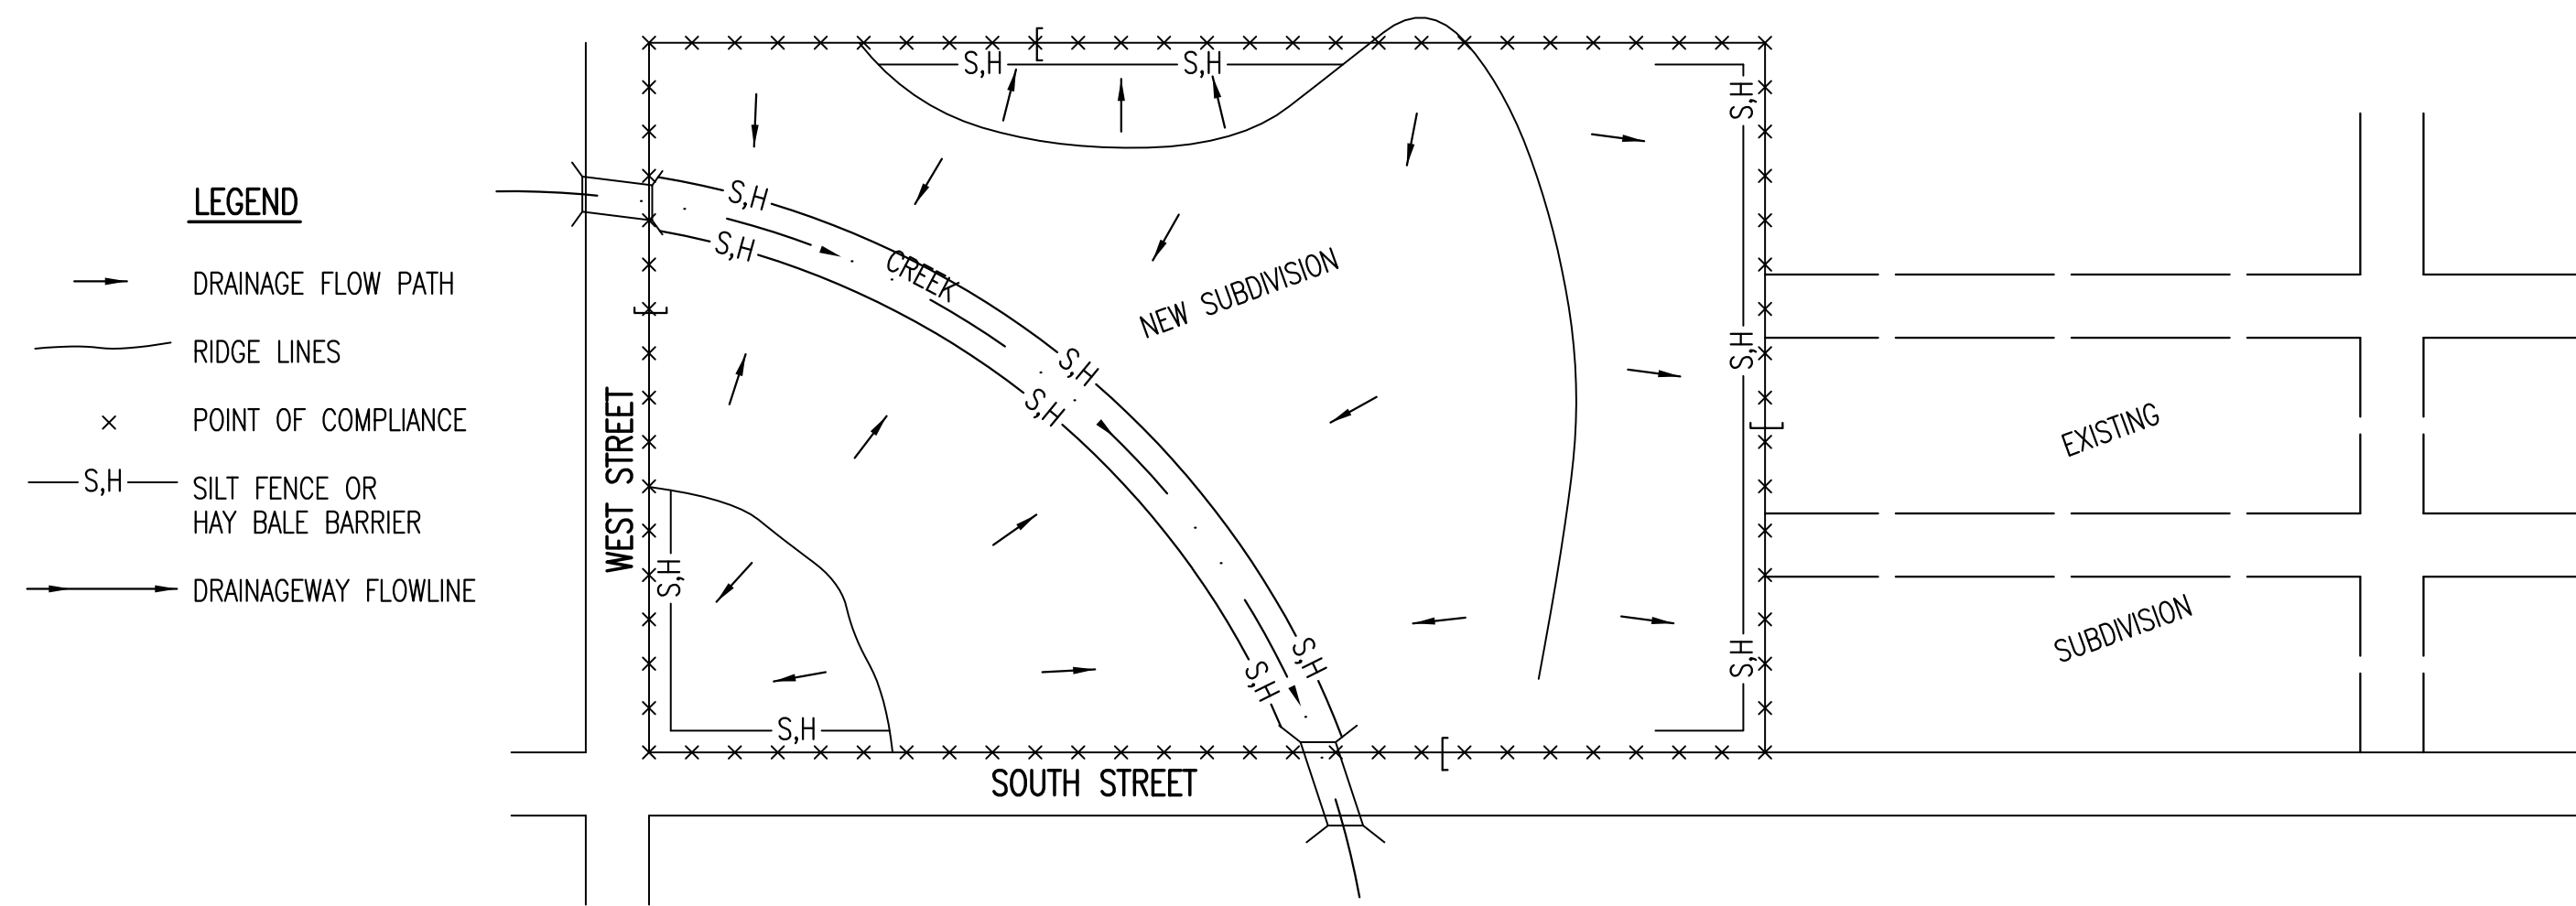 LEGEND
DRAINAGE FLOW PATH
RIDGE LINES
POINT OF COMPLIANCE
S,H
SILT FENCE OR
HAY BALE BARRIER
DRAINAGEWAY FLOWLINE
S,H
S,H
S,H
S,H
S,H
CREEK
NEW SUBDIVISION
S,H
S,H
S,H
WEST STREET
EXISTING
S,H
S,H
S,H
S,H
SUBDIVISION
S,H
SOUTH STREET